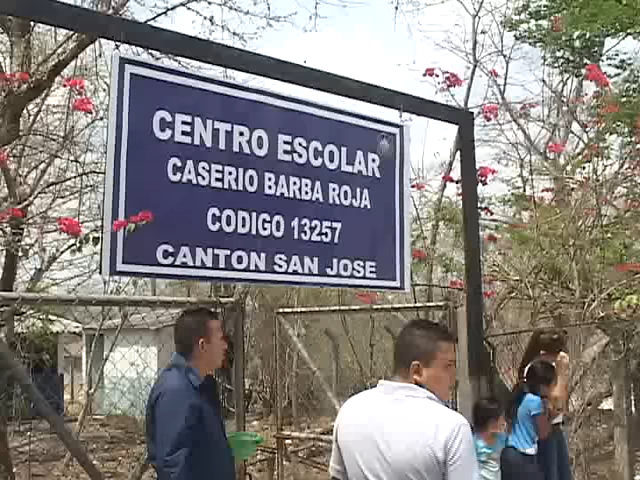 CENTRO ESCOLAR
CASERIO BARBA ROJA
CODIGO 13257
CANTON SAN JOSE